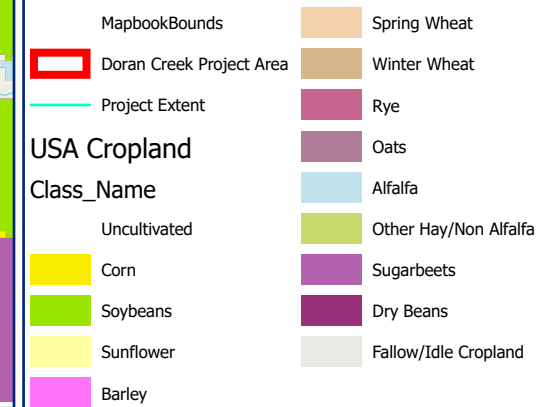 MapbookBounds
Doran Creek Project Area
Project Extent
USA Cropland
Class_Name
Uncultivated
Corn
Soybeans
Sunflower
Barley
Spring Wheat
Winter Wheat
Rye
Oats
Alfalfa
Other Hay/Non Alfalfa
Sugarbeets
Dry Beans
Fallow/Idle Cropland